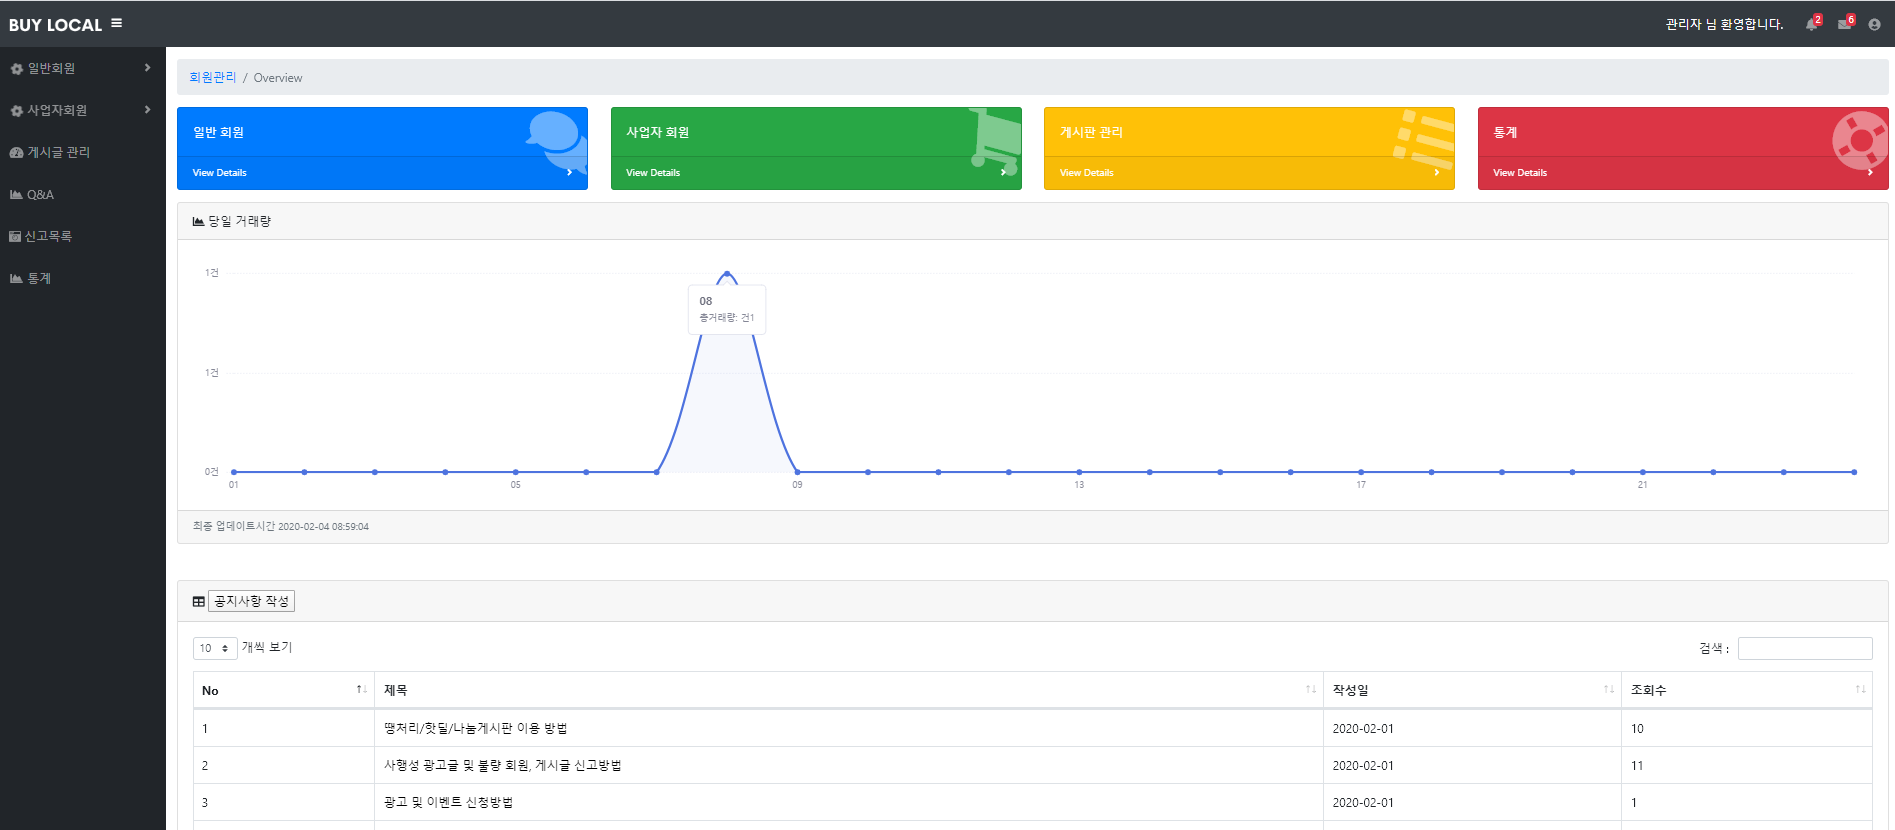 BUY LOCAL
관리자 님 환영합니다.
2
6
일반회원
사업자회원
게시글 관리
Q&A
신고목록
통계
회원관리 / Overview
일반 회원
View Details
사업자 회원
View Details
게시판 관리
View Details
통계
View Details
당일 거래량
1건
1건
0건
08
총거래량: 건1
01 05 09 13 17 21
최종 업데이트시간 2020-02-04 08:59:04
공지사항 작성
10 개씩 보기
검색 :
No 제목 작성일 조회수
1 땡처리/핫딜/나눔게시판 이용 방법 2020-02-01 10
2 사행성 광고글 및 불량 회원, 게시글 신고방법 2020-02-01 11
3 광고 및 이벤트 신청방법 2020-02-01 1